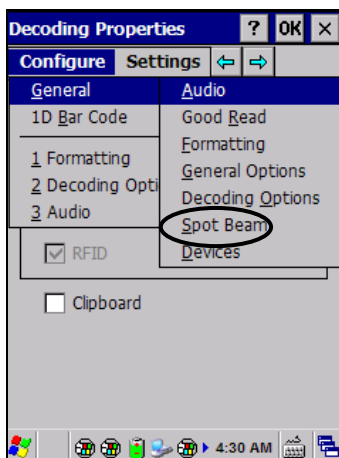 Decoding Properties ? OK ×
Configure Settings
General
1D Bar Code
1 Formatting
2 Decoding Opti
3 Audio
Audio
Good Read
Formatting
General Options
Decoding Options
Spot Beam
Devices
RFID
Clipboard
4:30 AM